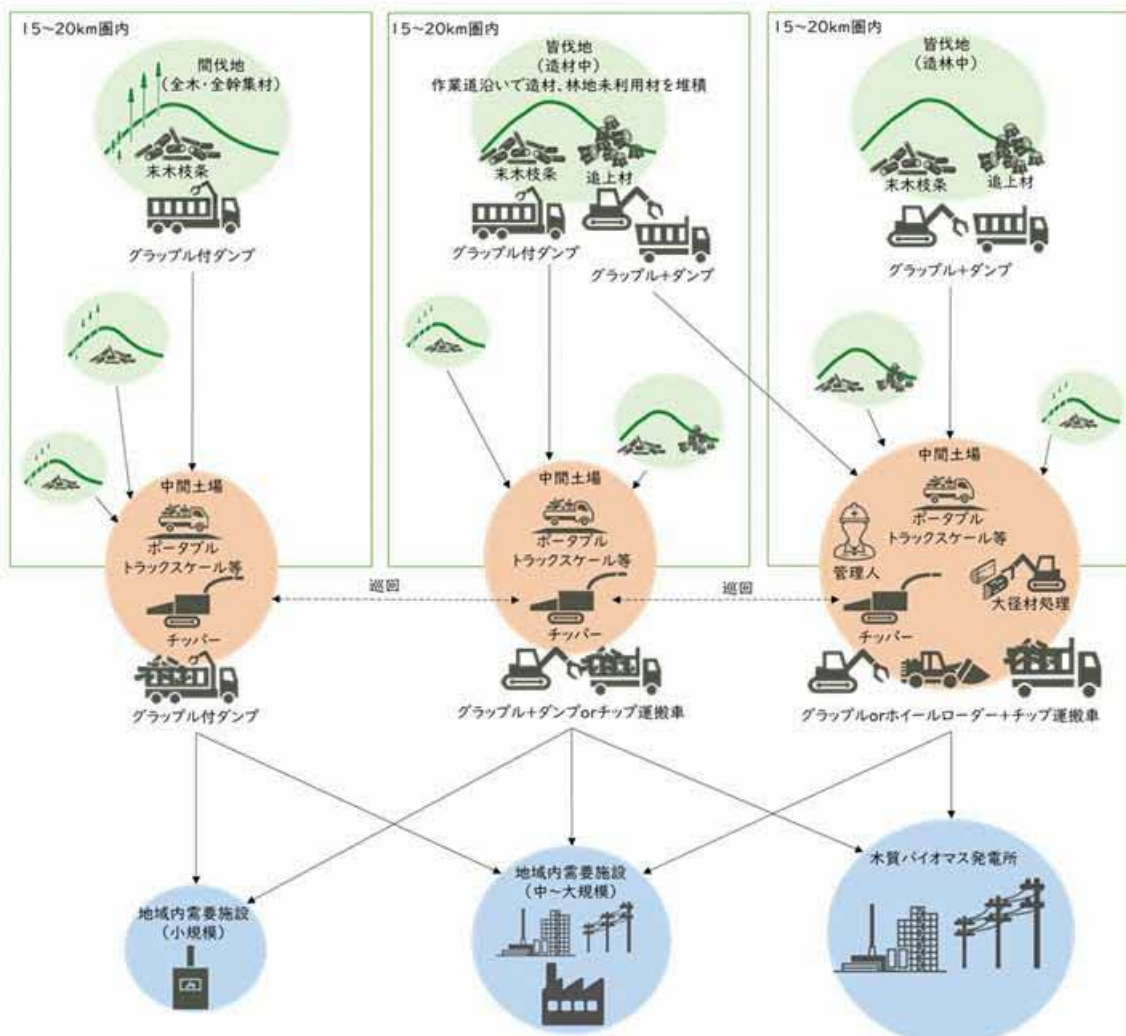 15～20km圏内
間伐地
（全木・全幹集材）
末木枝条
グラップル付ダンプ
中間土場
ポータブル
トラックスケール等
チッパー
グラップル付ダンプ
15～20km圏内
皆伐地
（造材中）
作業道沿いで造材、林地未利用材を堆積
末木枝条
追上材
グラップル付ダンプ
グラップル+ダンプ
中間土場
ポータブル
トラックスケール等
チッパー
グラップル+ダンプorチップ運搬車
15～20km圏内
皆伐地
（造林中）
末木枝条
追上材
グラップル+ダンプ
中間土場
ポータブル
トラックスケール等
管理人
大径材処理
チッパー
グラップルorホイールローダー+チップ運搬車
巡回
巡回
地域内需要施設
（小規模）
地域内需要施設
（中～大規模）
木質バイオマス発電所